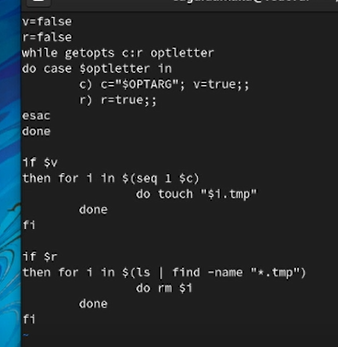 v=false
r=false
while getopts c:r optletter
do case $optletter in
c) c="$OPTARG"; v=true;;
r) r=true;;
esac
done
if $v
then for i in $(seq 1 $c)
do touch "$i.tmp"
done
fi
if $r
then for i in $(ls | find -name "*.tmp")
do rm $i
done
fi
~